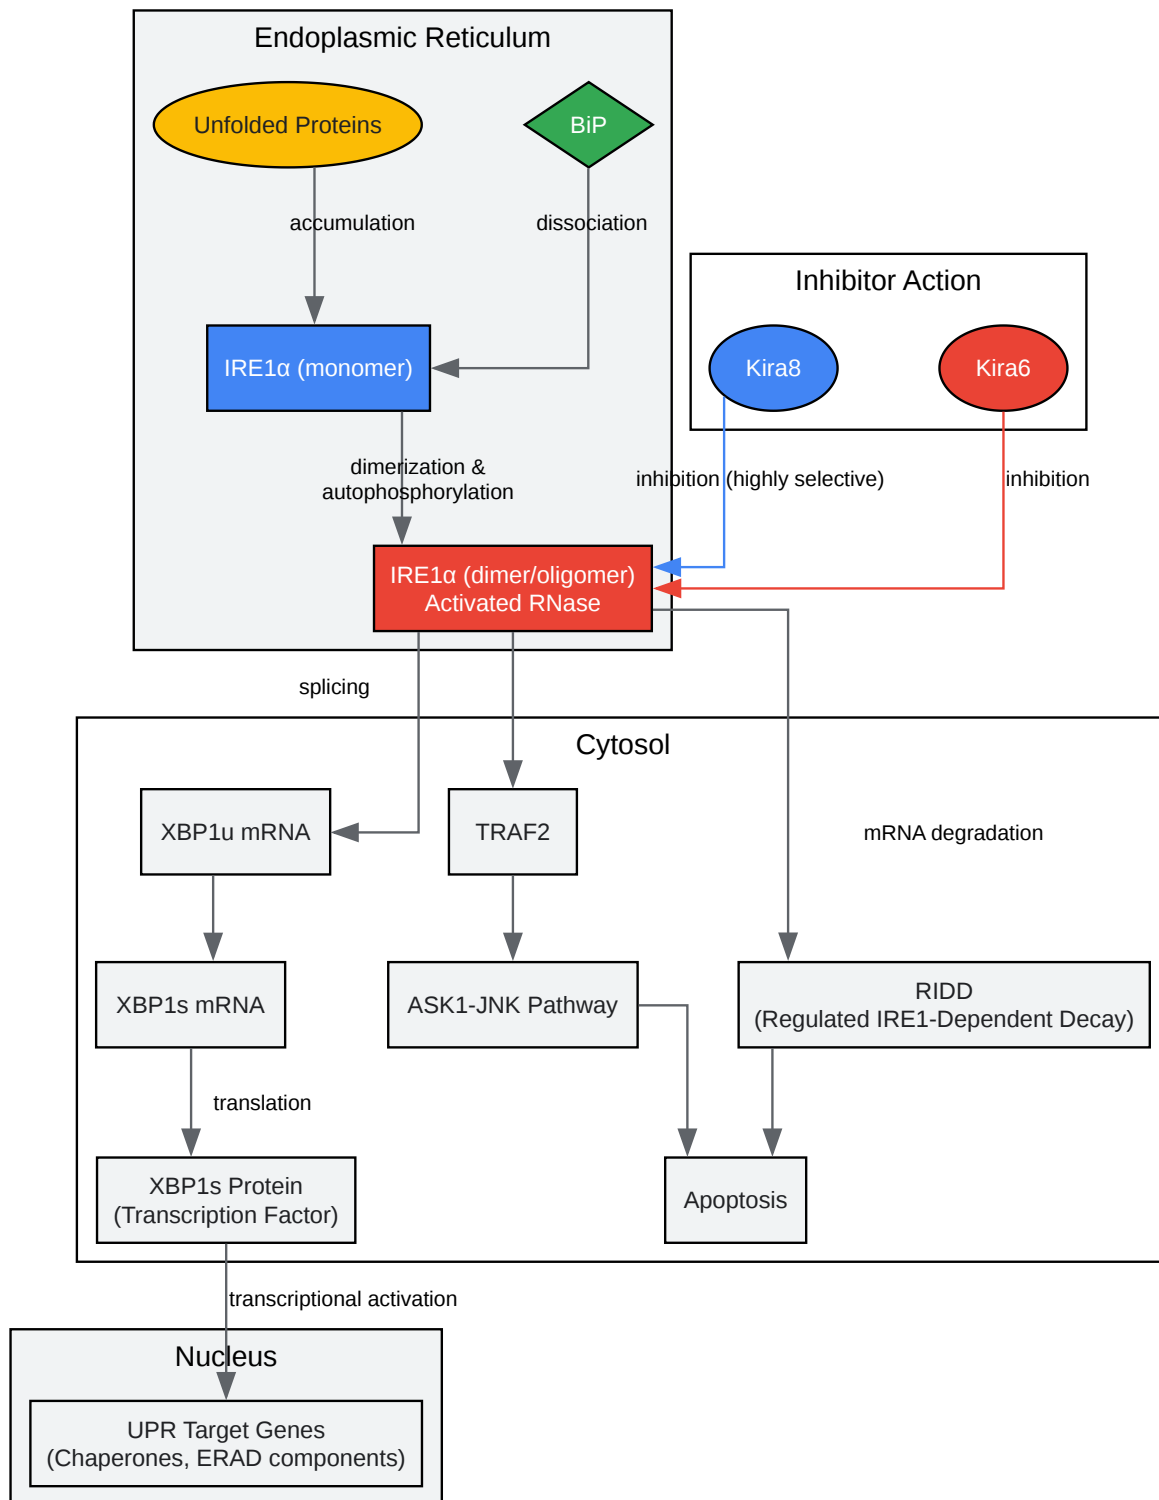 Endoplasmic Reticulum
Unfolded Proteins
BiP
accumulation
dissociation
Inhibitor Action
IRE1α (monomer)
Kira8
Kira6
dimerization &
autophosphorylation
inhibition (highly selective)
inhibition
IRE1α (dimer/oligomer)
Activated RNase
splicing
Cytosol
XBP1u mRNA
TRAF2
mRNA degradation
XBP1s mRNA
ASK1-JNK Pathway
RIDD
(Regulated IRE1-Dependent Decay)
translation
XBP1s Protein
(Transcription Factor)
Apoptosis
transcriptional activation
Nucleus
UPR Target Genes
(Chaperones, ERAD components)